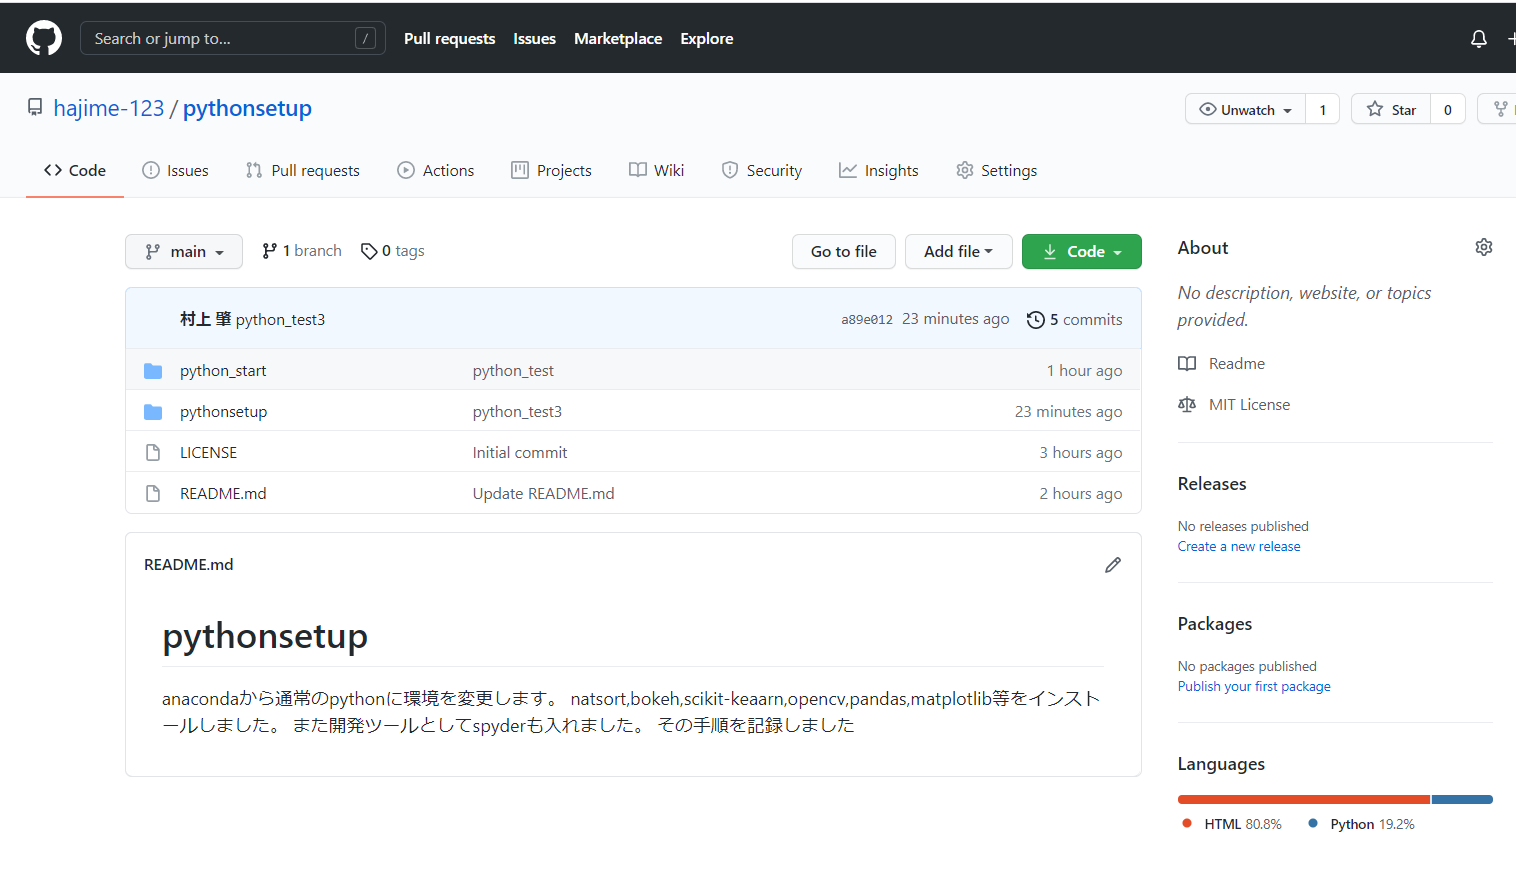 Search or jump to... /
Pull requests Issues Marketplace Explore
hajime-123 / pythonsetup
Unwatch 1 Star 0
Code Issues Pull requests Actions Projects Wiki Security Insights Settings
main 1 branch 0 tags
Go to file Add file Code
村上 肇 python_test3 a89e012 23 minutes ago 5 commits
python_start python_test 1 hour ago
pythonsetup python_test3 23 minutes ago
LICENSE Initial commit 3 hours ago
README.md Update README.md 2 hours ago
README.md
pythonsetup
anacondaから通常のpythonに環境を変更します。 natsort,bokeh,scikit-keaarn,opencv,pandas,matplotlib等をインスト
ールしました。 また開発ツールとしてspyderも入れました。 その手順を記録しました
About
No description, website, or topics
provided.
Readme
MIT License
Releases
No releases published
Create a new release
Packages
No packages published
Publish your first package
Languages
HTML 80.8% Python 19.2%